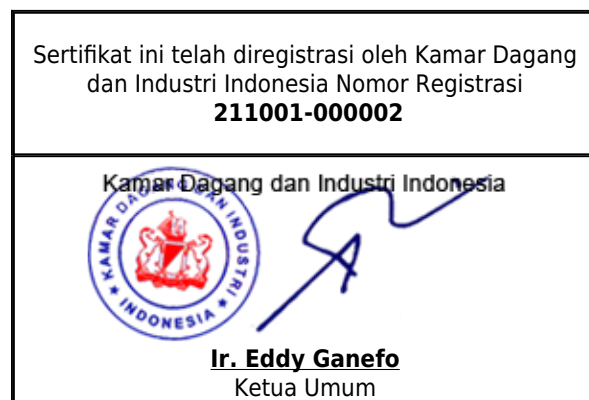 Sertifikat ini telah diregistrasi oleh Kamar Dagang
dan Industri Indonesia Nomor Registrasi
211001-000002
Kamar Dagang dan Industri Indonesia
KAMAR DAGANG DAN INDUSTRI
INDONESIA
Ir. Eddy Ganefo
Ketua Umum